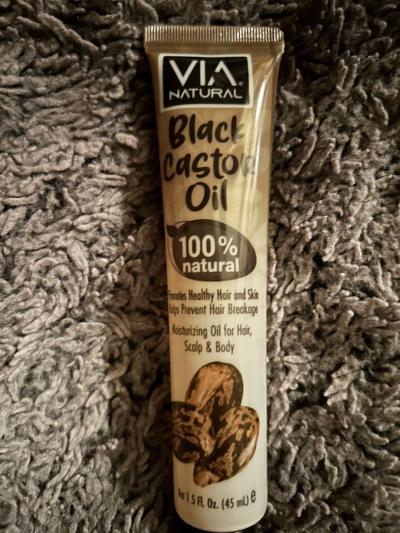 VIA
NATURAL
Black
Castor
Oil
100%
natural
Promotes Healthy Hair and Skin
Helps Prevent Hair Breakage
Moisturizing Oil for Hair,
Scalp & Body
Net 1.5 Fl. Oz. (45 mL) e